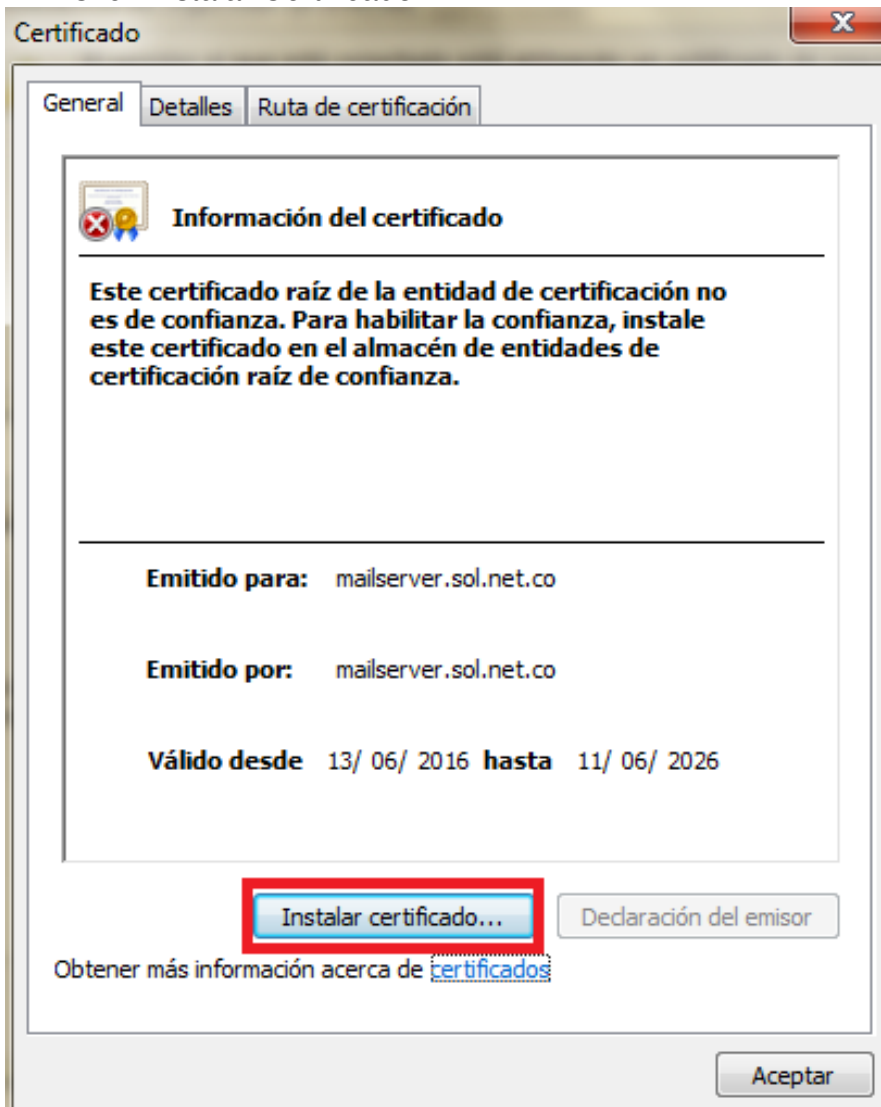 Certificado
General Detalles Ruta de certificación
Información del certificado
Este certificado raíz de la entidad de certificación no
es de confianza. Para habilitar la confianza, instale
este certificado en el almacén de entidades de
certificación raíz de confianza.
Emitido para: mailserver.sol.net.co
Emitido por: mailserver.sol.net.co
Válido desde 13/ 06/ 2016 hasta 11/ 06/ 2026
Instalar certificado... Declaración del emisor
Obtener más información acerca de certificados
Aceptar